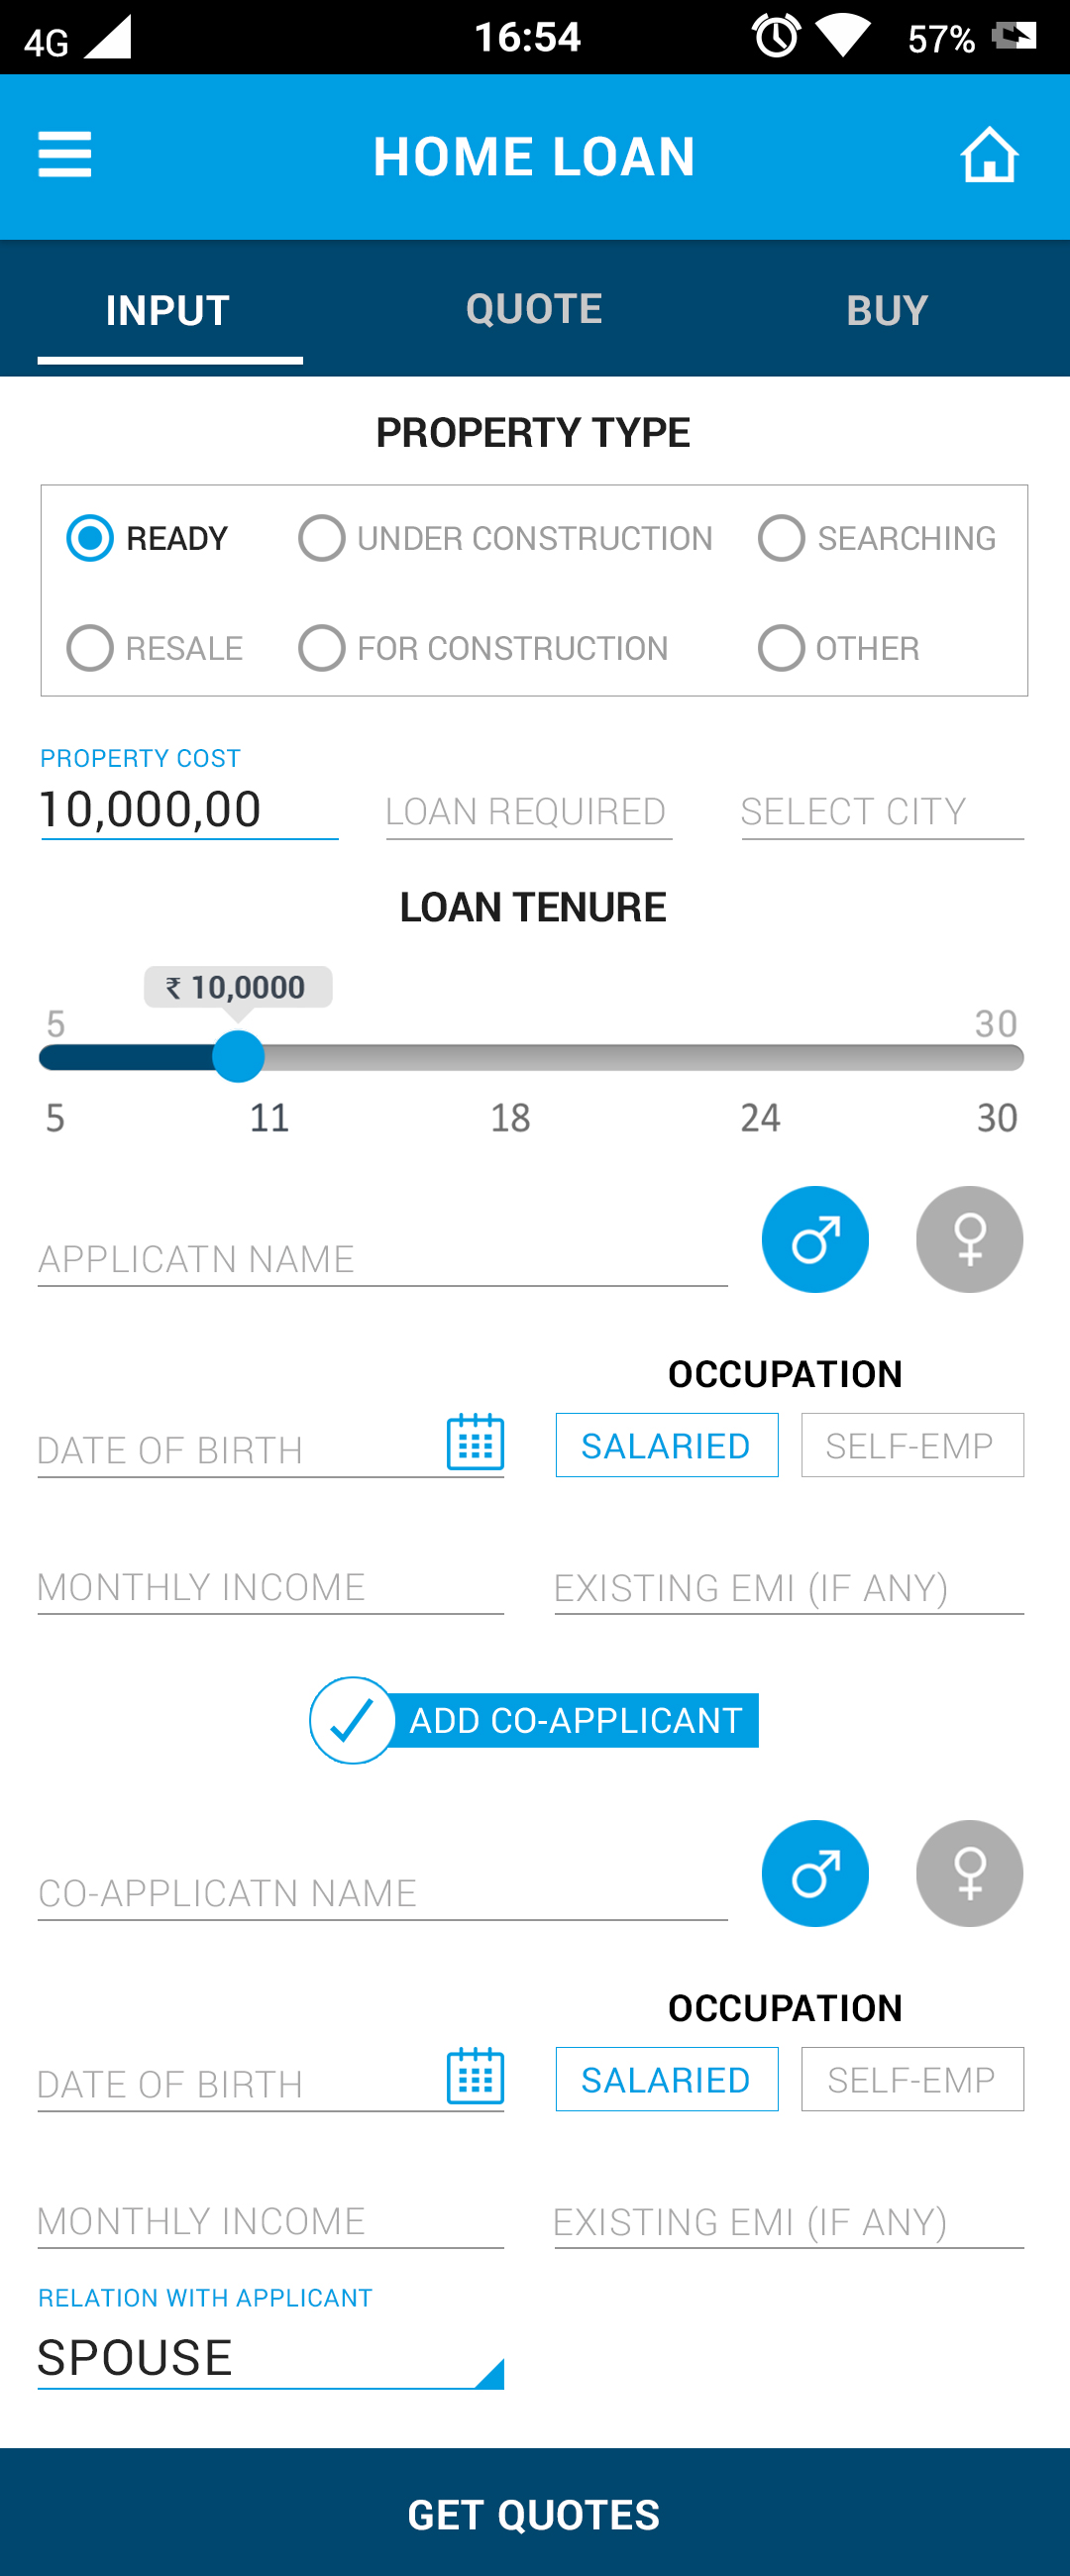 4G 16:54 57%
HOME LOAN
INPUT QUOTE BUY
PROPERTY TYPE
READY UNDER CONSTRUCTION SEARCHING
RESALE FOR CONSTRUCTION OTHER
PROPERTY COST
10,000,00 LOAN REQUIRED SELECT CITY
LOAN TENURE
₹ 10,0000
5 30
5 11 18 24 30
APPLICATN NAME
OCCUPATION
DATE OF BIRTH SALARIED SELF-EMP
MONTHLY INCOME EXISTING EMI (IF ANY)
ADD CO-APPLICANT
CO-APPLICATN NAME
OCCUPATION
DATE OF BIRTH SALARIED SELF-EMP
MONTHLY INCOME EXISTING EMI (IF ANY)
RELATION WITH APPLICANT
SPOUSE
GET QUOTES